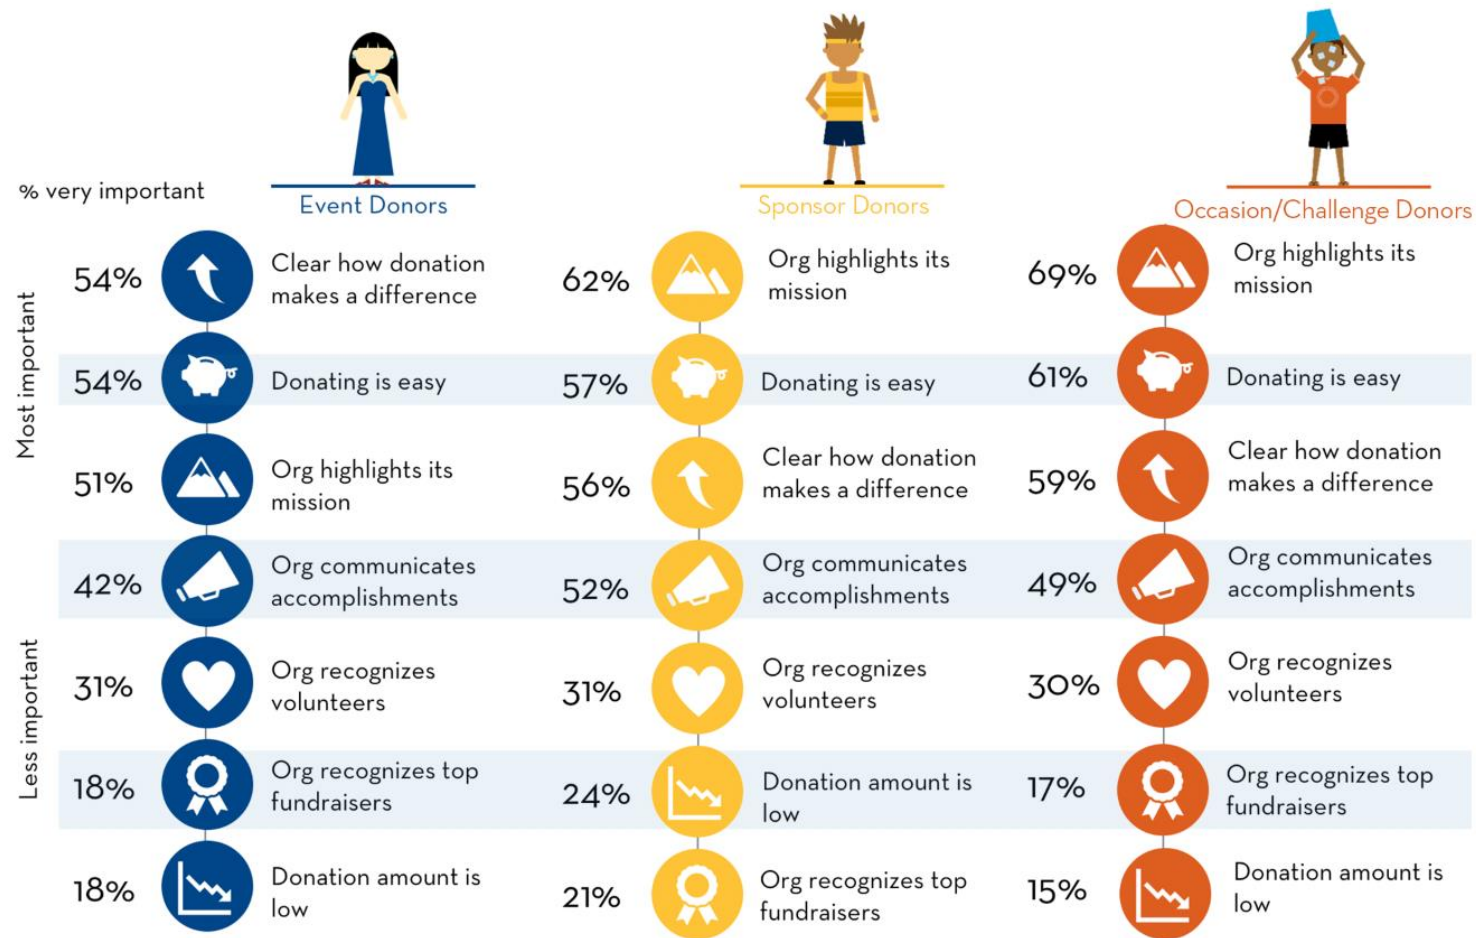 % very important
Event Donors
Sponsor Donors
Occasion/Challenge Donors
Most important
Less important
54%
Clear how donation
makes a difference
62%
Org highlights its
mission
69%
Org highlights its
mission
54%
Donating is easy
57%
Donating is easy
61%
Donating is easy
51%
Org highlights its
mission
56%
Clear how donation
makes a difference
59%
Clear how donation
makes a difference
42%
Org communicates
accomplishments
52%
Org communicates
accomplishments
49%
Org communicates
accomplishments
31%
Org recognizes
volunteers
31%
Org recognizes
volunteers
30%
Org recognizes
volunteers
18%
Org recognizes top
fundraisers
24%
Donation amount is
low
17%
Org recognizes top
fundraisers
18%
Donation amount is
low
21%
Org recognizes top
fundraisers
15%
Donation amount is
low